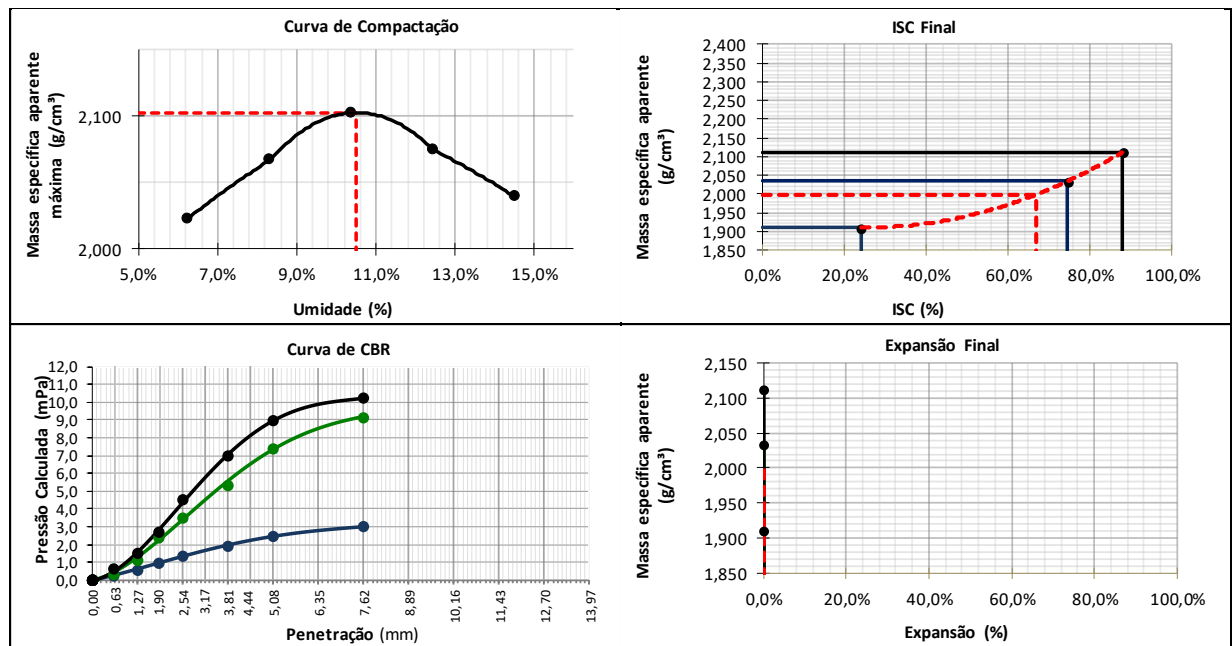 Curva de Compactação
Massa específica aparente
máxima (g/cm³)
2,100
2,000
5,0% 7,0% 9,0% 11,0% 13,0% 15,0%
Umidade (%)
ISC Final
Massa específica aparente
(g/cm³)
2,400
2,350
2,300
2,250
2,200
2,150
2,100
2,050
2,000
1,950
1,900
1,850
0,0% 20,0% 40,0% 60,0% 80,0% 100,0%
ISC (%)
Curva de CBR
Pressão Calculada (mPa)
12,0
11,0
10,0
9,0
8,0
7,0
6,0
5,0
4,0
3,0
2,0
1,0
0,0
0,00 0,63 1,27 1,90 2,54 3,17 3,81 4,44 5,08 6,35 7,62 8,89 10,16 11,43 12,70 13,97
Penetração (mm)
Expansão Final
Massa específica aparente
(g/cm³)
2,150
2,100
2,050
2,000
1,950
1,900
1,850
0,0% 20,0% 40,0% 60,0% 80,0% 100,0%
Expansão (%)